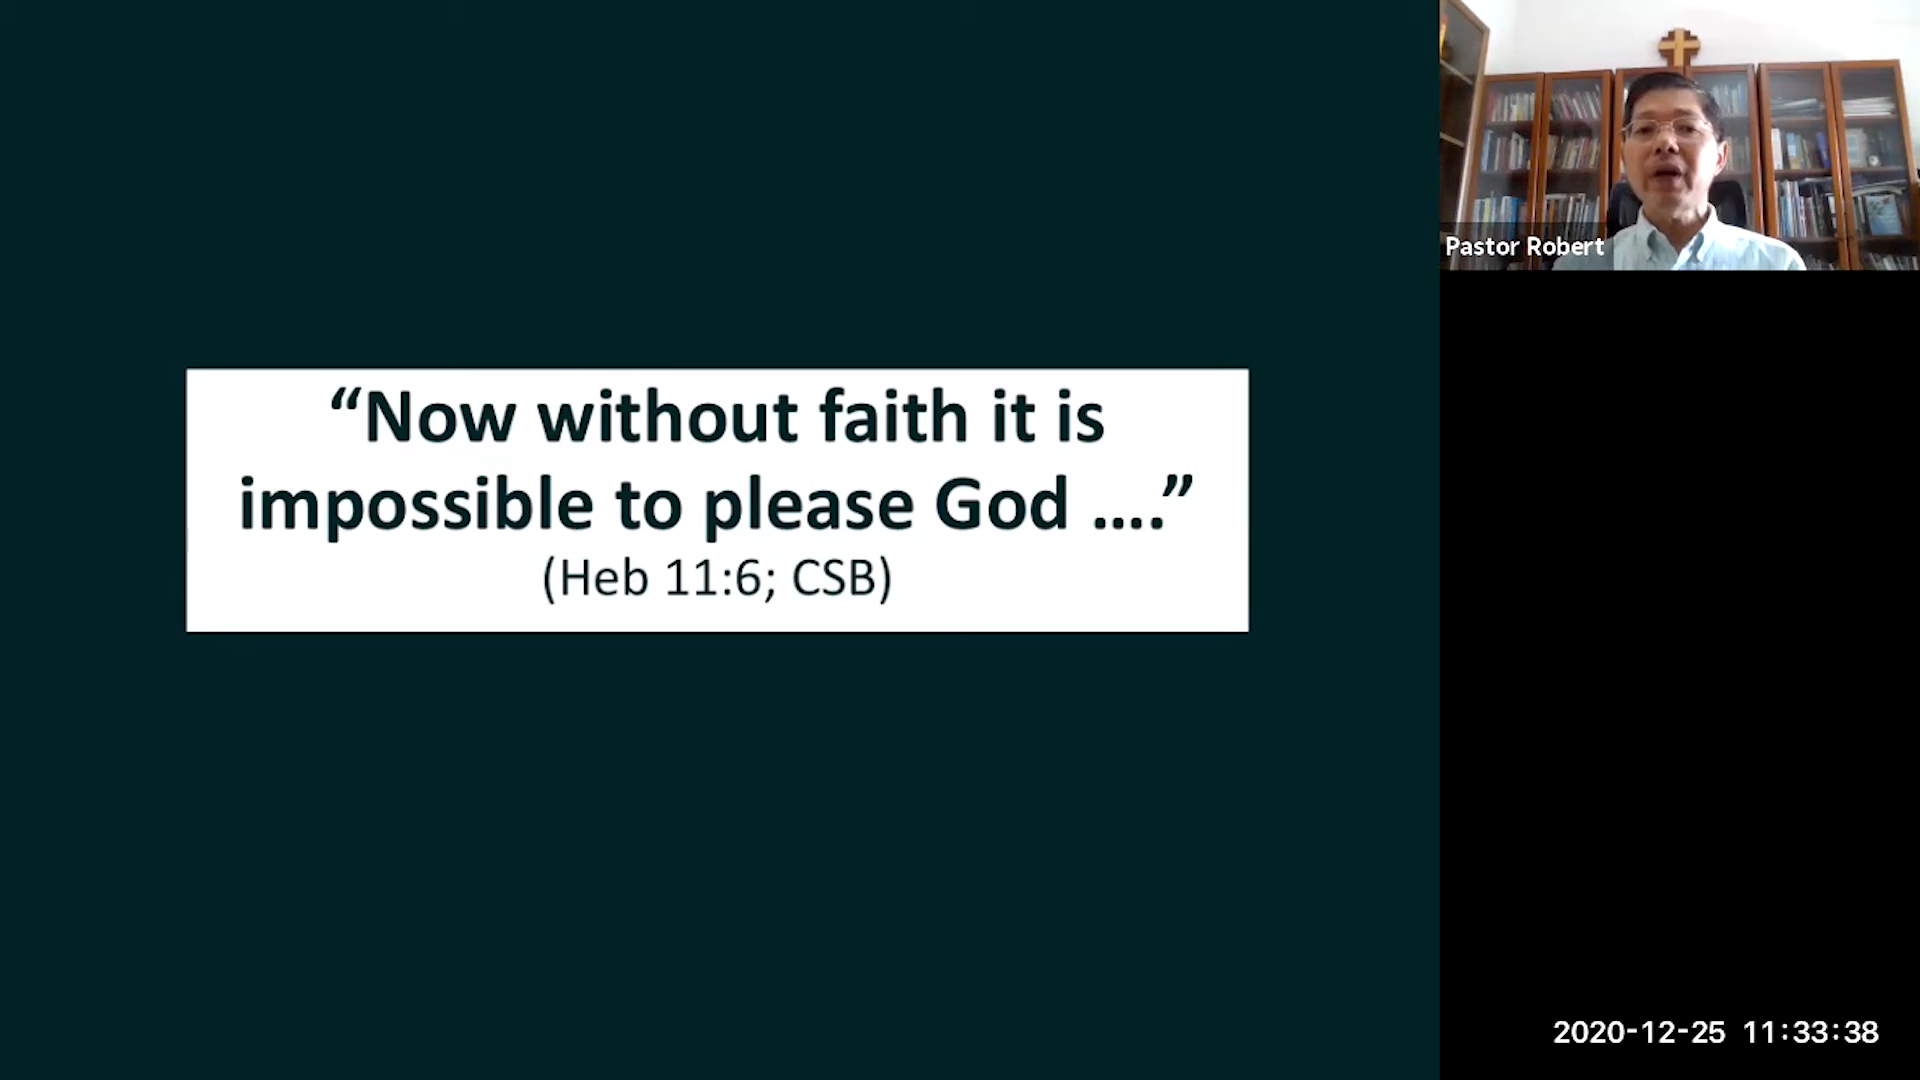 “Now without faith it is
impossible to please God ....”
(Heb 11:6; CSB)
Pastor Robert
2020-12-25 11:33:38